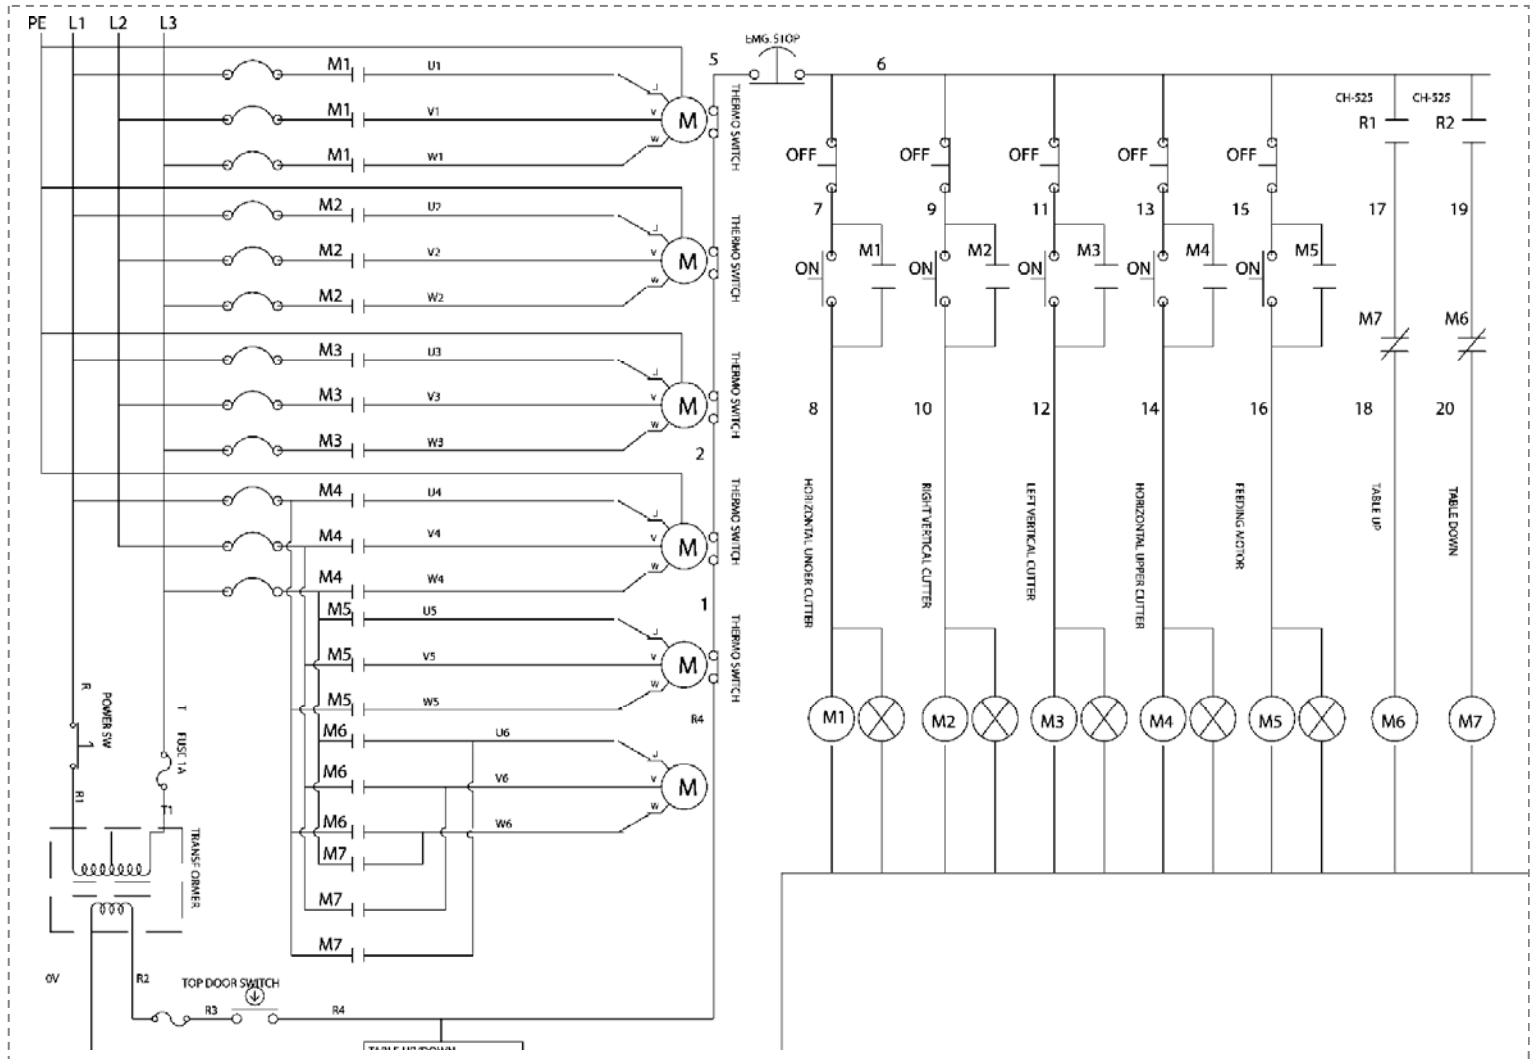 PE L1 L2 L3
EMG. STOP
5 6
M1 U1
M1 V1
M1 W1
U
V
W
M
THERMO SWITCH
M2 U2
M2 V2
M2 W2
U
V
W
M
THERMO SWITCH
M3 U3
M3 V3
M3 W3
U
V
W
M
THERMO SWITCH
2
M4 U4
M4 V4
M4 W4
U
V
W
M
THERMO SWITCH
1
M5 U5
M5 V5
M5 W5
U
V
W
M
THERMO SWITCH
R4
M6 U6
M6 V6
M6 W6
U
V
W
M
M7
M7
M7
R
POWER SW
R1
T
FUSE 1A
T1
TRANSFORMER
0V R2
TOP DOOR SWITCH
R3 R4
TABLE UP/DOWN
CH-525 CH-525
R1 R2
OFF OFF OFF OFF OFF
7 9 11 13 15 17 19
M1 M2 M3 M4 M5
ON ON ON ON ON
M7 M6
8 10 12 14 16 18 20
HORIZONTAL UNDER CUTTER
RIGHT VERTICAL CUTTER
LEFT VERTICAL CUTTER
HORIZONTAL UPPER CUTTER
FEEDING MOTOR
TABLE UP
TABLE DOWN
M1 M2 M3 M4 M5 M6 M7